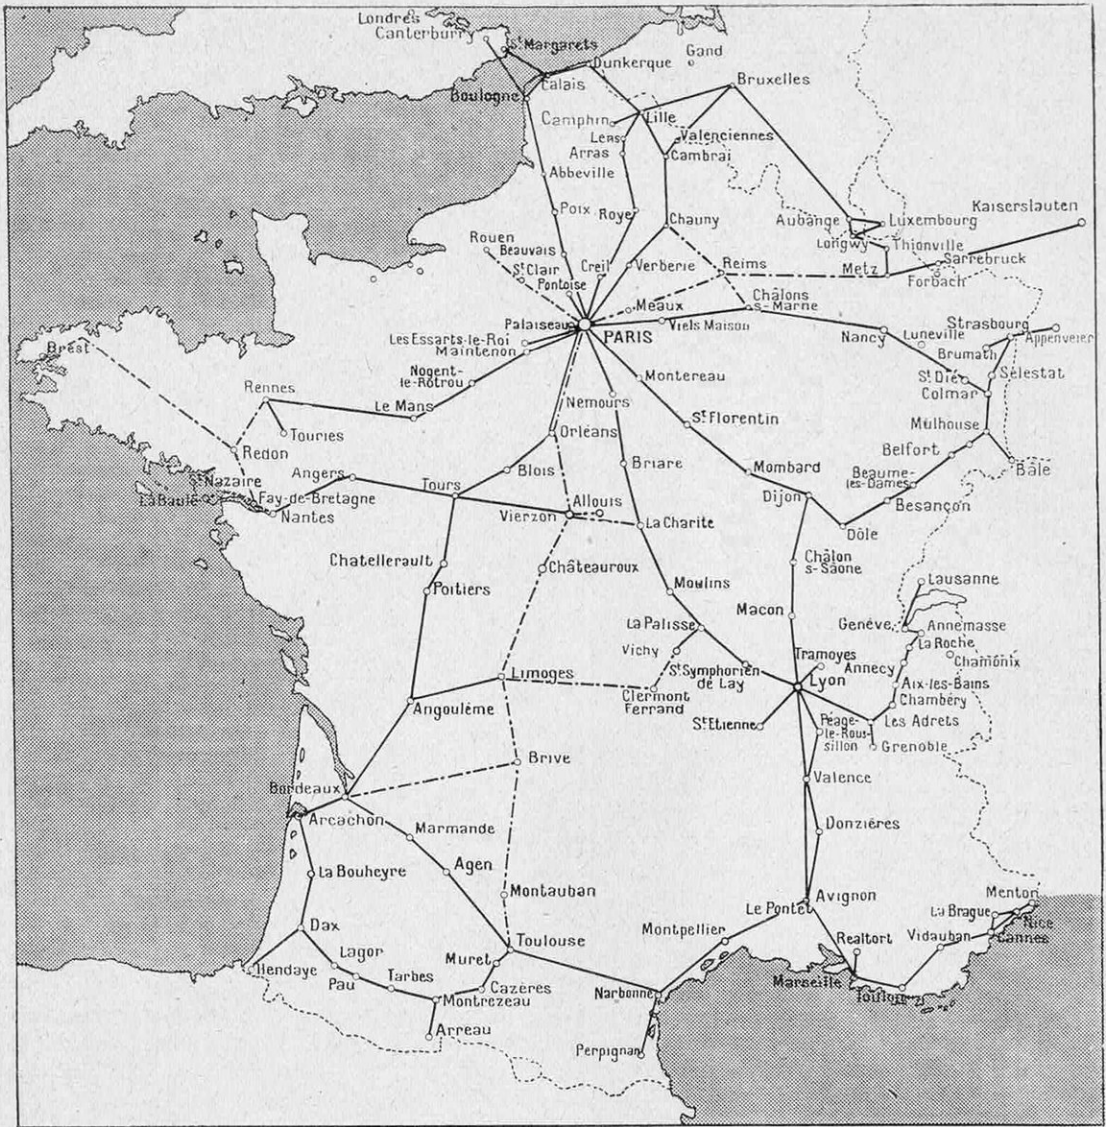 Londres
Canterburry
St Margarets
Gand
Dunkerque
Calais
Bruxelles
Boulogne
Camphin
Lille
Lens
Valenciennes
Arras
Cambrai
Abbeville
Kaiserslauten
Poix
Roye
Chauny
Aubange
Luxembourg
Rouen
Longwy
Beauvais
Thionville
St Clair
Creil
Verberie
Reims
Metz
Sarrebruck
Forbach
Pontoise
Meaux
Châlons
s-Marne
Palaiseau
PARIS
Viels Maison
Strasbourg
Les Essarts-le-Roi
Nancy
Luneville
Appenveier
Brest
Maintenon
Brumath
Nogent-
le-Rotrou
Montereau
St Dié
Sélestat
Rennes
Colmar
Le Mans
Nemours
St Florentin
Touries
Orléans
Mulhouse
Redon
Belfort
Angers
Blois
Briare
Mombard
Bâle
St Nazaire
Tours
Beaume-
les-Dames
La Baule
Fay-de-Bretagne
Allouis
Dijon
Besançon
Nantes
Vierzon
La Charite
Dôle
Chatellerault
Châteauroux
Châlon
s-Sâone
Poitiers
Moulins
Lausanne
Macon
La Palisse
Genéve
Annemasse
Vichy
Tramoyes
La Roche
St Symphorien
de Lay
Annecy
Chamonix
Limoges
Lyon
Aix-les-Bains
Clermont
Ferrand
Chambéry
Angoulême
St Etienne
Péage-
le-Rous-
sillon
Les Adrets
Grenoble
Brive
Bordeaux
Valence
Arcachon
Marmande
Donziéres
La Bouheyre
Agen
Montauban
Avignon
Menton
Le Pontet
La Brague
Nice
Dax
Montpellier
Vidauban
Cannes
Toulouse
Realtort
Lagor
Muret
Hendaye
Pau
Tarbes
Marseille
Toulon
Cazères
Narbonne
Montrezeau
Arreau
Perpignan